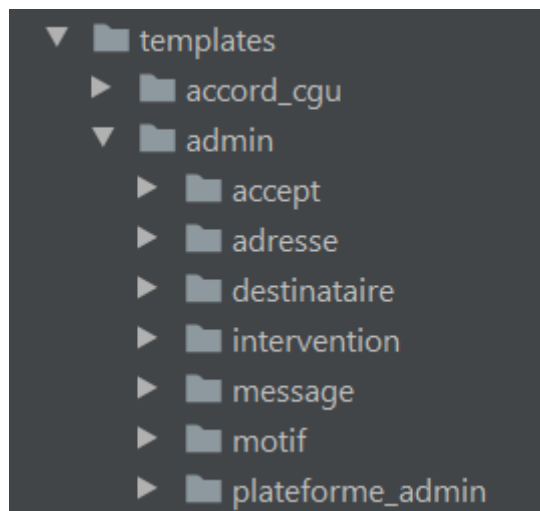 templates
accord_cgu
admin
accept
adresse
destinataire
intervention
message
motif
plateforme_admin